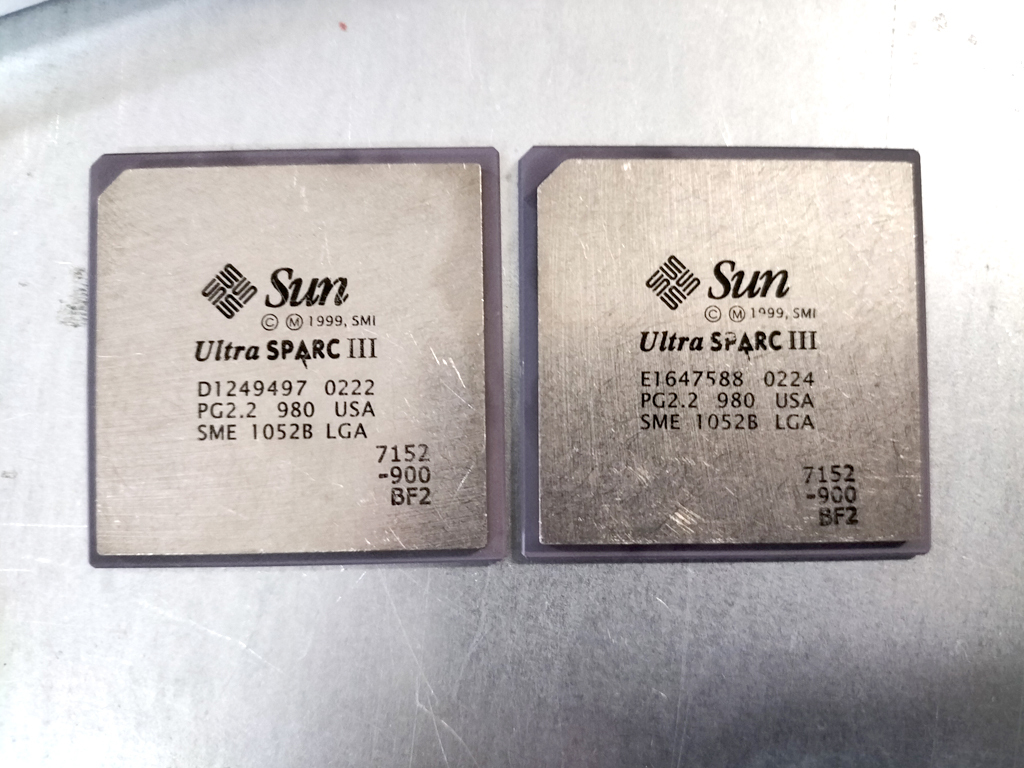 Sun
© Ⓜ 1999, SMI
Ultra SPARC III
D1249497 0222
PG2.2 980 USA
SME 1052B LGA
7152
-900
BF2
Sun
© Ⓜ 1999, SMI
Ultra SPARC III
E1647588 0224
PG2.2 980 USA
SME 1052B LGA
7152
-900
BF2